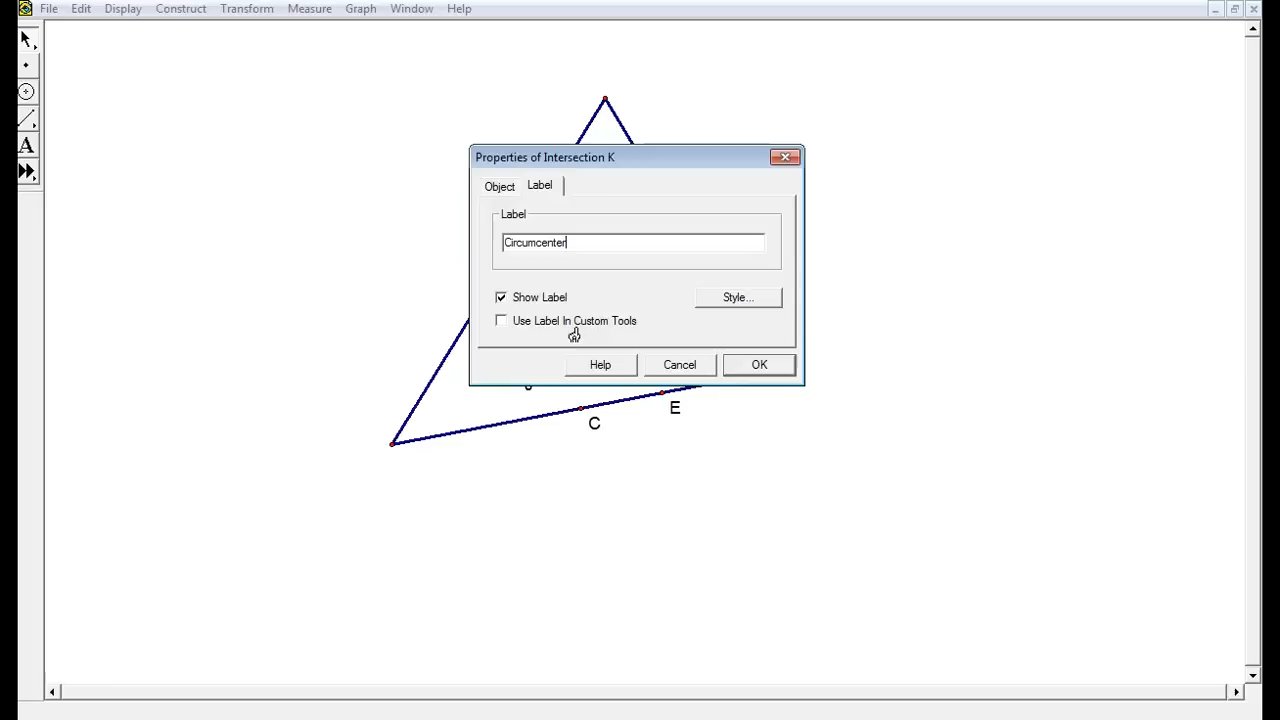 File Edit Display Construct Transform Measure Graph Window Help
A
Properties of Intersection K
Object Label
Label
Circumcenter
Show Label
Style...
Use Label In Custom Tools
Help Cancel OK
E
C